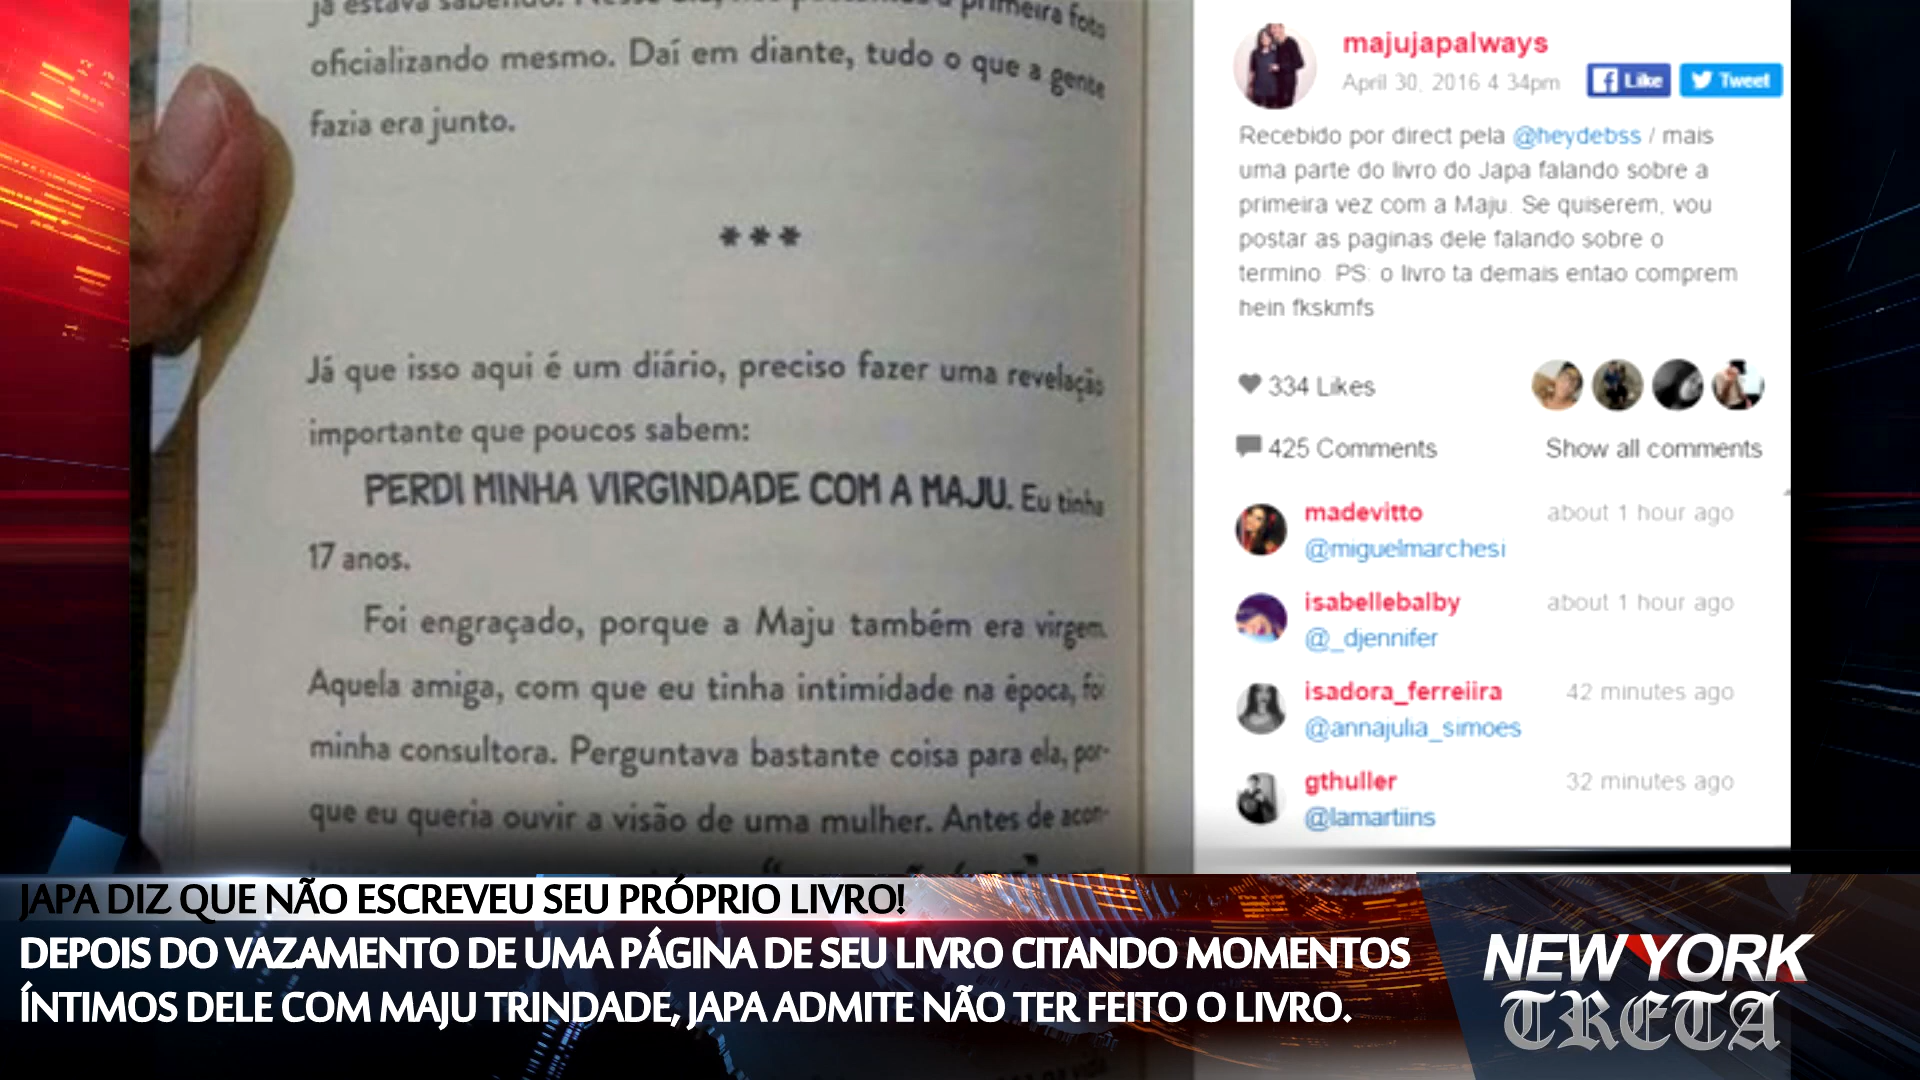 já estava sabendo.
primeira foto
oficializando mesmo. Daí em diante, tudo o que a gente
fazia era junto.
***
Já que isso aqui é um diário, preciso fazer uma revelação
importante que poucos sabem:
PERDI MINHA VIRGINDADE COM A MAJU. Eu tinha
17 anos.
Foi engraçado, porque a Maju também era virgem.
Aquela amiga, com que eu tinha intimidade na época, foi
minha consultora. Perguntava bastante coisa para ela, por-
que eu queria ouvir a visão de uma mulher. Antes de acon-
majujapalways
April 30, 2016 4:34pm
Like
Tweet
Recebido por direct pela @heydebss / mais
uma parte do livro do Japa falando sobre a
primeira vez com a Maju. Se quiserem, vou
postar as paginas dele falando sobre o
termino. PS: o livro ta demais entao comprem
hein fkskmfs
334 Likes
425 Comments
Show all comments
madevitto
about 1 hour ago
@miguelmarchesi
isabellebalby
about 1 hour ago
@_djennifer
isadora_ferreiira
42 minutes ago
@annajulia_simoes
gthuller
32 minutes ago
@lamartiins
JAPA DIZ QUE NÃO ESCREVEU SEU PRÓPRIO LIVRO!
DEPOIS DO VAZAMENTO DE UMA PÁGINA DE SEU LIVRO CITANDO MOMENTOS
ÍNTIMOS DELE COM MAJU TRINDADE, JAPA ADMITE NÃO TER FEITO O LIVRO.
NEW YORK
TRETA